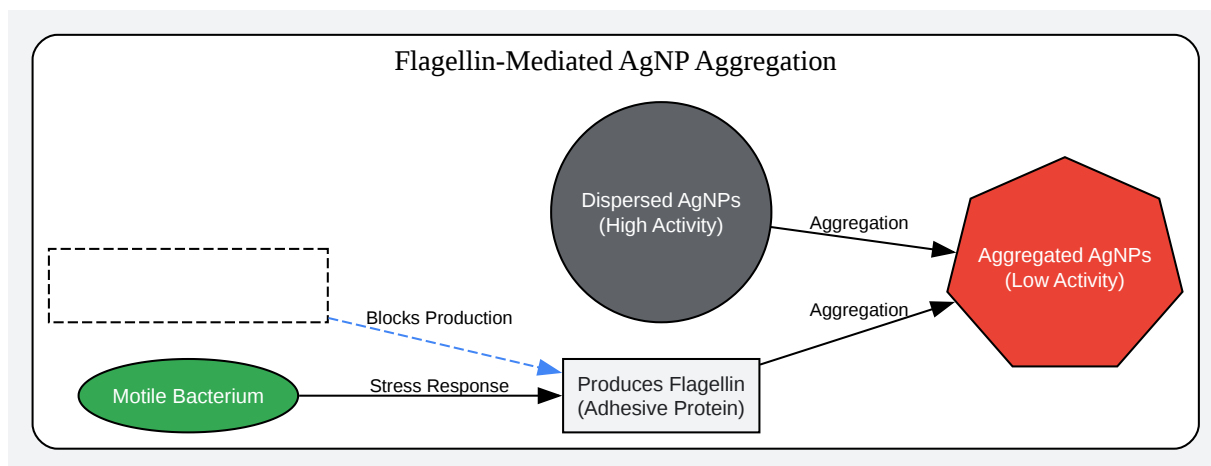 Flagellin-Mediated AgNP Aggregation
Dispersed AgNPs
(High Activity)
Aggregation
Aggregated AgNPs
(Low Activity)
Blocks Production
Aggregation
Motile Bacterium
Stress Response
Produces Flagellin
(Adhesive Protein)